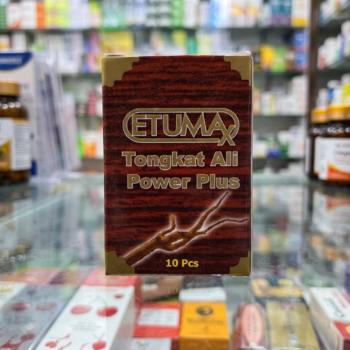 ETUMAX
Tongkat Ali
Power Plus
10 Pcs